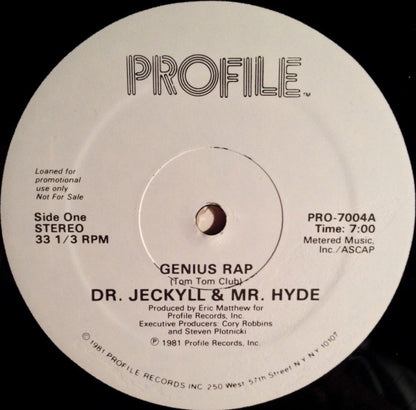 PROFILE™
Loaned for
promotional
use only
Not For Sale
Side One
STEREO
33 1/3 RPM
PRO-7004A
Time: 7:00
Metered Music,
Inc./ASCAP
GENIUS RAP
(Tom Tom Club)
DR. JECKYLL & MR. HYDE
Produced by Eric Matthew for
Profile Records, Inc.
Executive Producers: Cory Robbins
and Steven Plotnicki
℗ 1981 Profile Records, Inc.
© 1981 PROFILE RECORDS INC 250 West 57th Street NY NY 10107